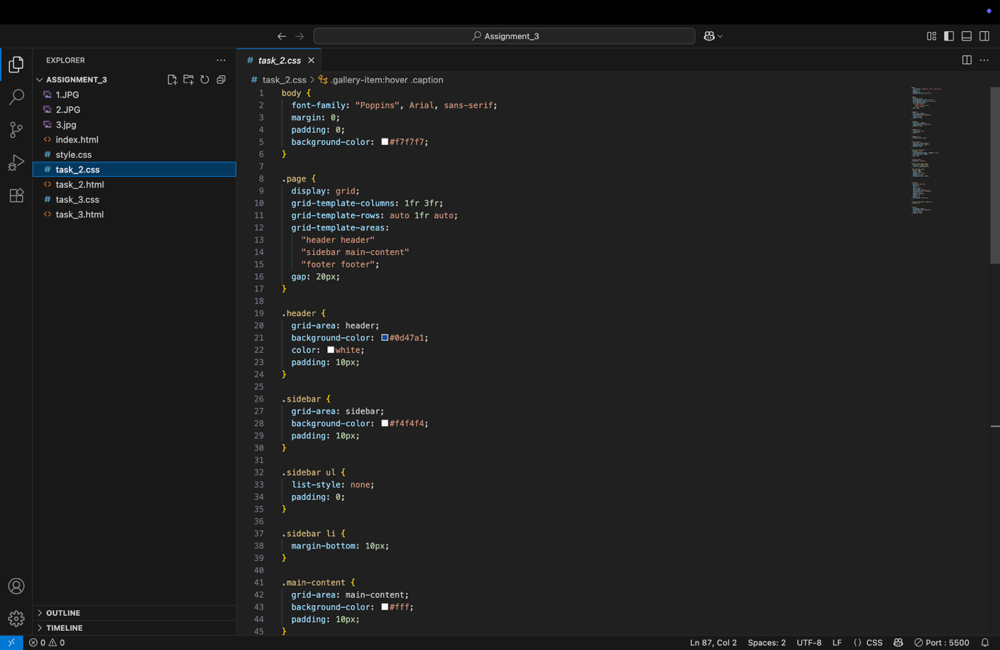 Assignment_3
EXPLORER
ASSIGNMENT_3
1.JPG
2.JPG
3.jpg
index.html
style.css
task_2.css
task_2.html
task_3.css
task_3.html
OUTLINE
TIMELINE
# task_2.css
# task_2.css > .gallery-item:hover .caption
1 body {
2 font-family: "Poppins", Arial, sans-serif;
3 margin: 0;
4 padding: 0;
5 background-color: #f7f7f7;
6 }
7
8 .page {
9 display: grid;
10 grid-template-columns: 1fr 3fr;
11 grid-template-rows: auto 1fr auto;
12 grid-template-areas:
13 "header header"
14 "sidebar main-content"
15 "footer footer";
16 gap: 20px;
17 }
18
19 .header {
20 grid-area: header;
21 background-color: #0d47a1;
22 color: white;
23 padding: 10px;
24 }
25
26 .sidebar {
27 grid-area: sidebar;
28 background-color: #f4f4f4;
29 padding: 10px;
30 }
31
32 .sidebar ul {
33 list-style: none;
34 padding: 0;
35 }
36
37 .sidebar li {
38 margin-bottom: 10px;
39 }
40
41 .main-content {
42 grid-area: main-content;
43 background-color: #fff;
44 padding: 10px;
45 }
0 0 Ln 87, Col 2 Spaces: 2 UTF-8 LF {} CSS Port : 5500